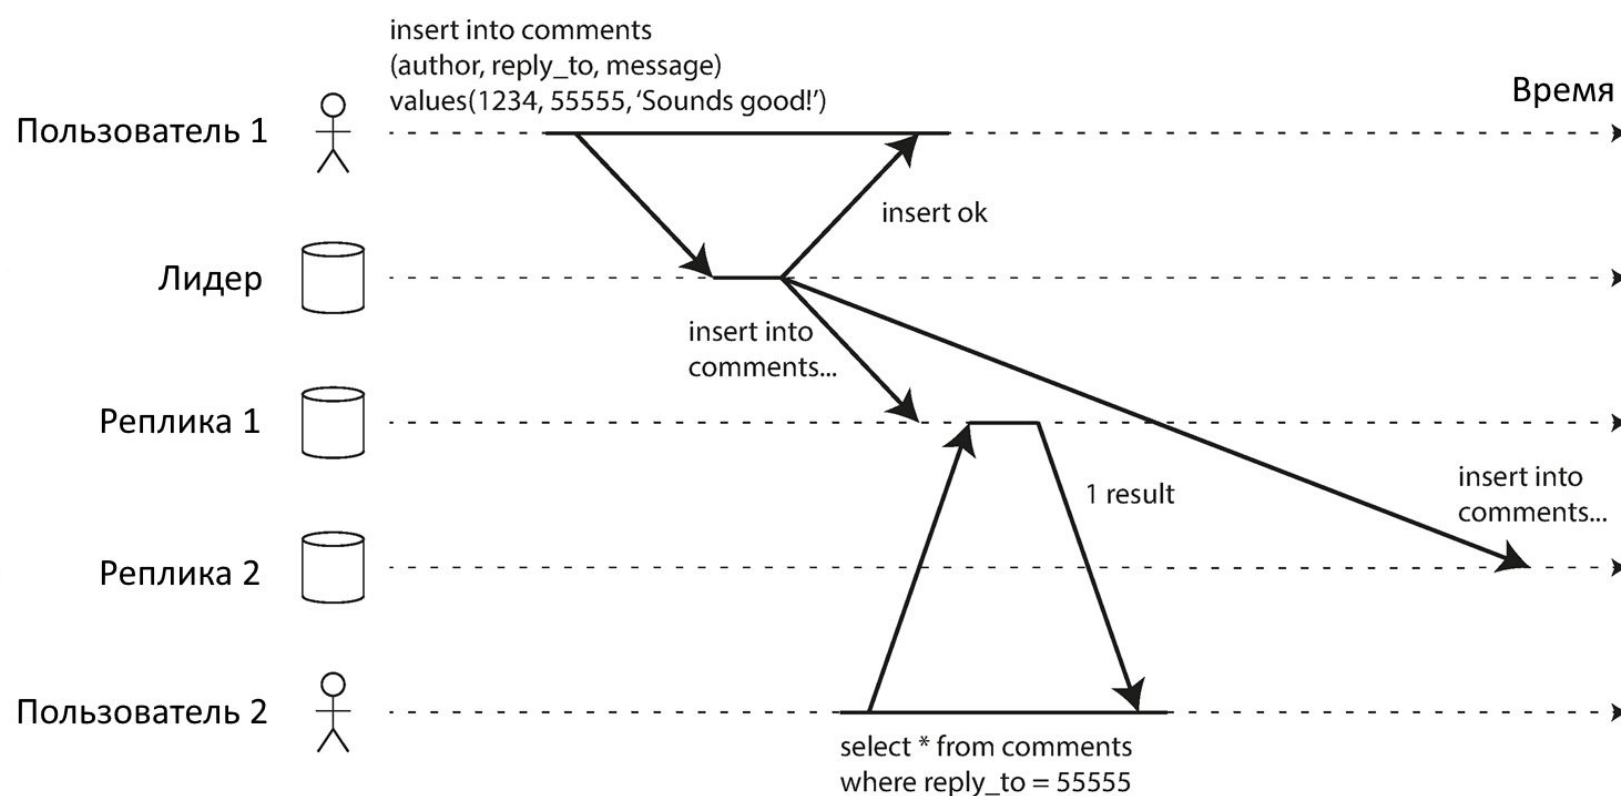 insert into comments
(author, reply_to, message)
values(1234, 55555, ‘Sounds good!’)
Время
Пользователь 1
insert ok
Лидер
insert into
comments...
Реплика 1
1 result
insert into
comments...
Реплика 2
Пользователь 2
select * from comments
where reply_to = 55555